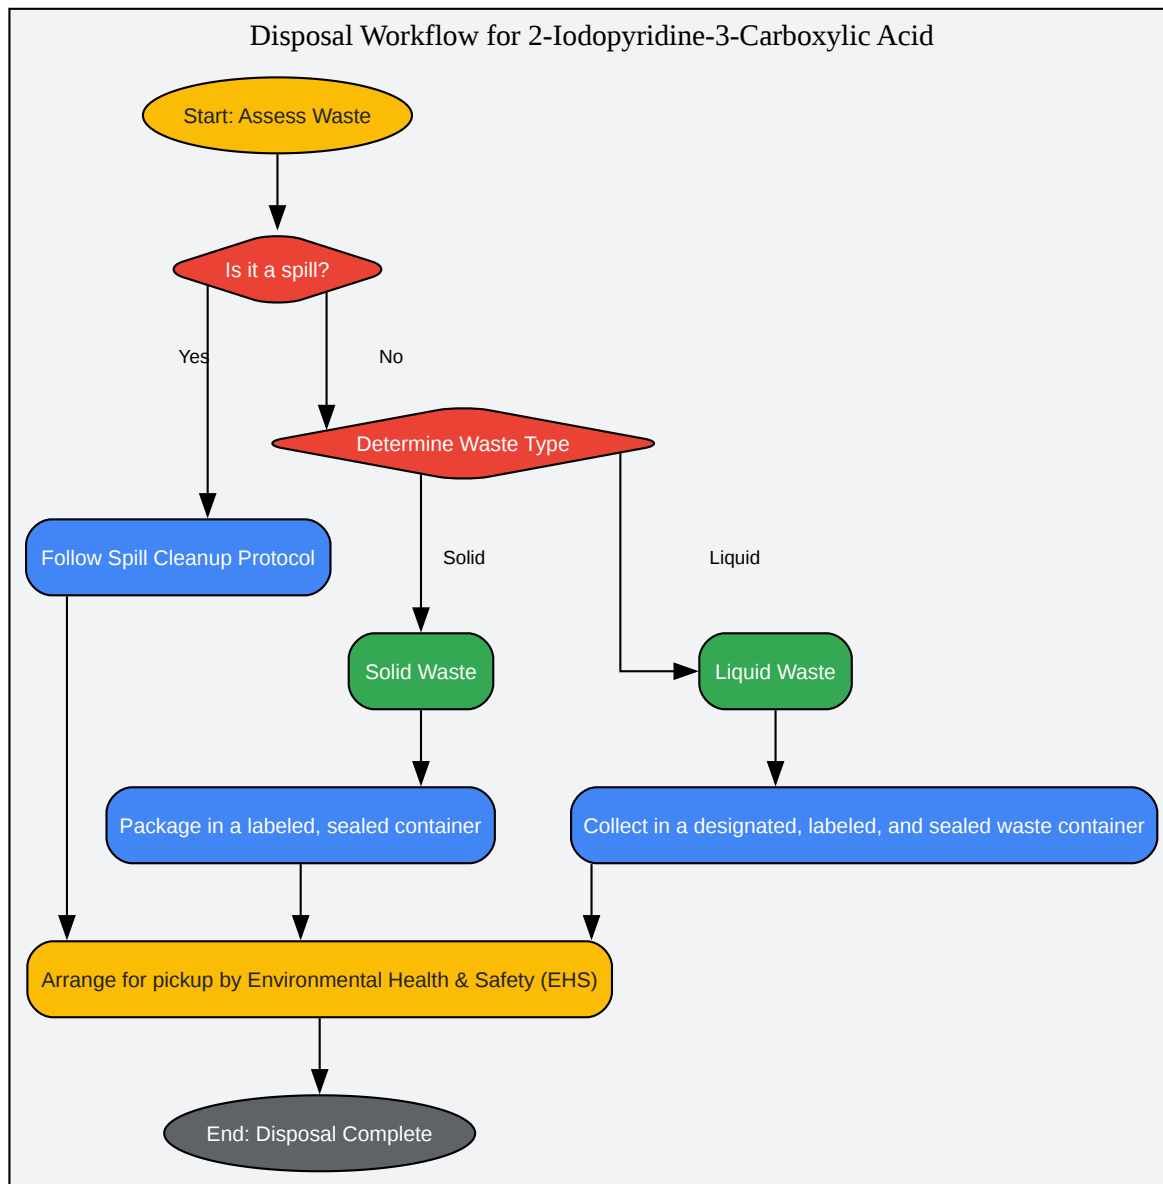 Disposal Workflow for 2-Iodopyridine-3-Carboxylic Acid
Start: Assess Waste
Is it a spill?
Yes
No
Determine Waste Type
Follow Spill Cleanup Protocol
Solid
Liquid
Solid Waste
Liquid Waste
Package in a labeled, sealed container
Collect in a designated, labeled, and sealed waste container
Arrange for pickup by Environmental Health & Safety (EHS)
End: Disposal Complete